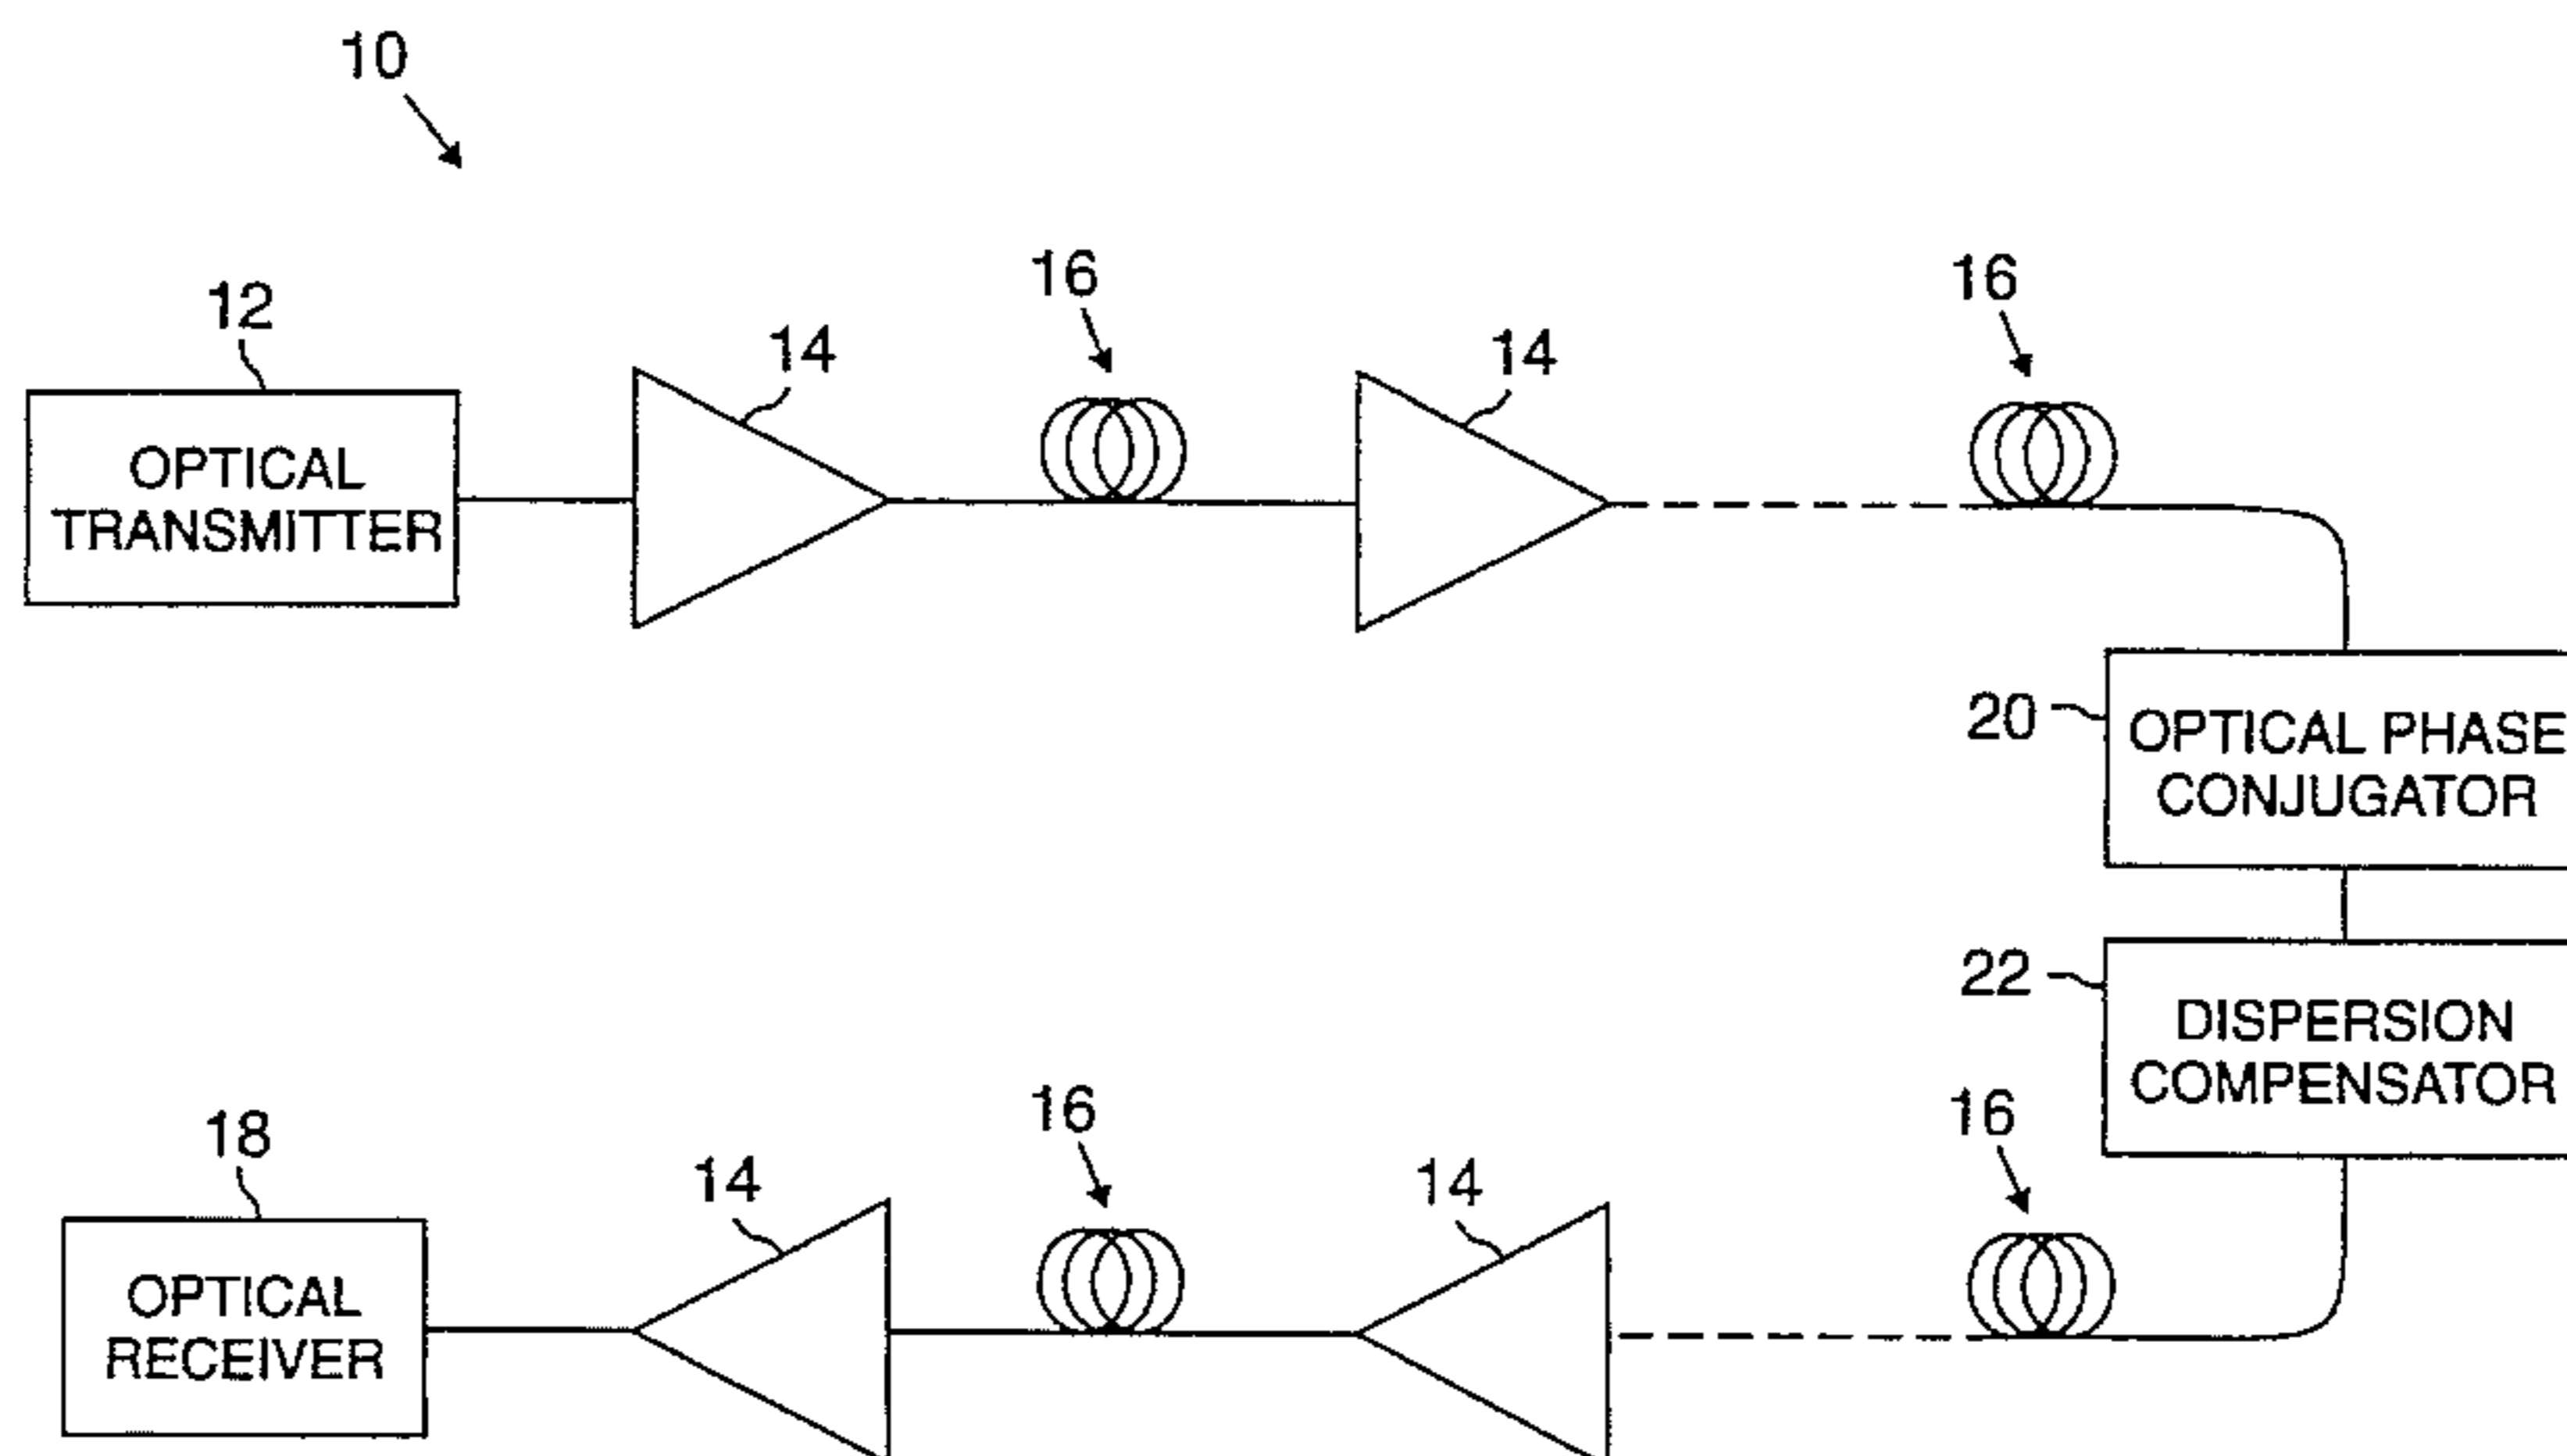 10
16
16
12
14
14
OPTICAL
TRANSMITTER
20
OPTICAL PHASE
CONJUGATOR
22
DISPERSION
COMPENSATOR
16
16
18
14
14
OPTICAL
RECEIVER